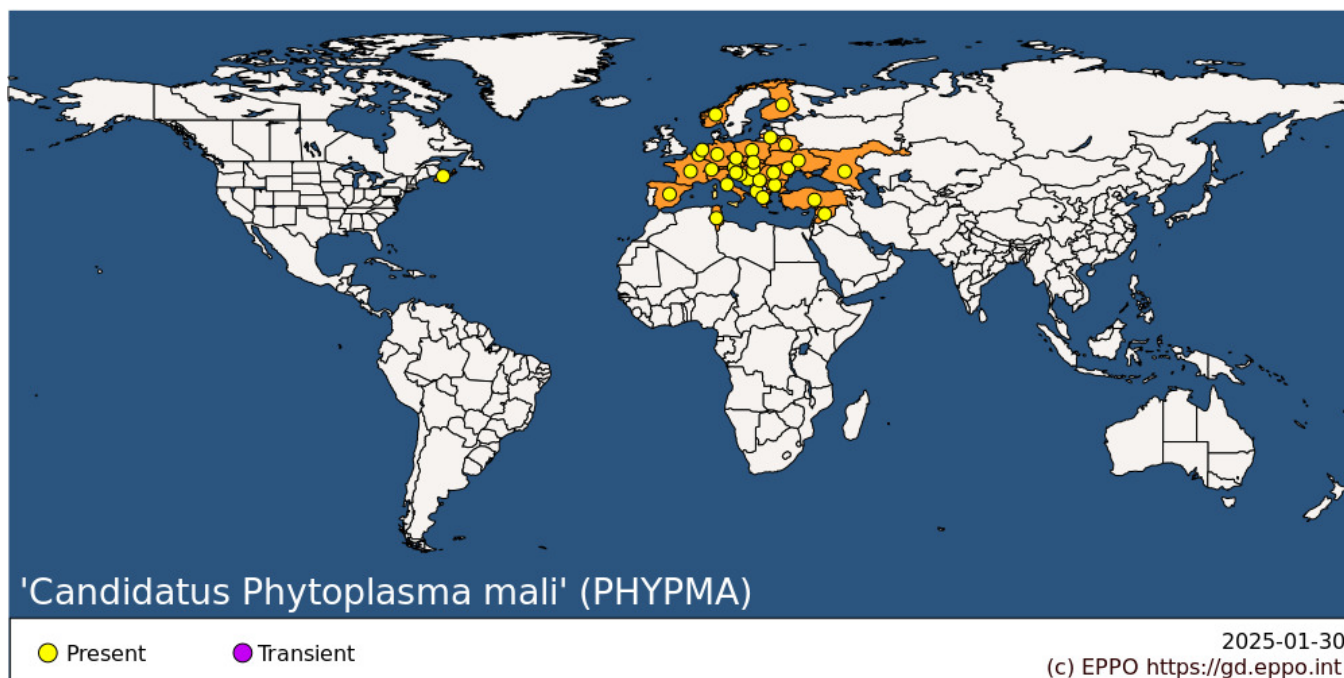 'Candidatus Phytoplasma mali' (PHYPMA)
Present
Transient
2025-01-30
(c) EPPO https://gd.eppo.int